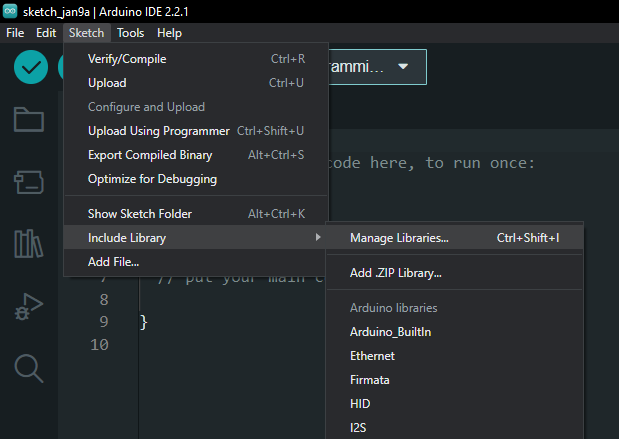 sketch_jan9a | Arduino IDE 2.2.1
File Edit Sketch Tools Help
Verify/Compile Ctrl+R
Upload Ctrl+U
Configure and Upload
Upload Using Programmer Ctrl+Shift+U
Export Compiled Binary Alt+Ctrl+S
Optimize for Debugging
Show Sketch Folder Alt+Ctrl+K
Include Library
Add File...
rammi...
code here, to run once:
Manage Libraries... Ctrl+Shift+I
Add .ZIP Library...
Arduino libraries
Arduino_BuiltIn
Ethernet
Firmata
HID
I2S
// put your main c
8
9 }
10